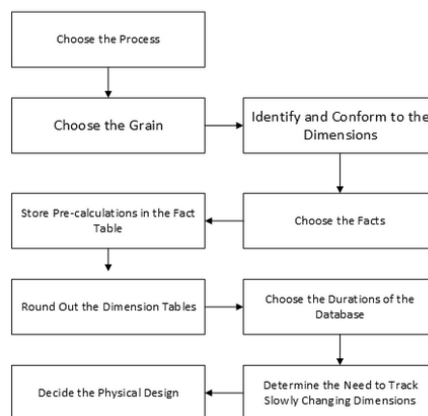 Choose the Process
Choose the Grain
Identify and Conform to the
Dimensions
Choose the Facts
Store Pre-calculations in the Fact
Table
Round Out the Dimension Tables
Choose the Durations of the
Database
Determine the Need to Track
Slowly Changing Dimensions
Decide the Physical Design